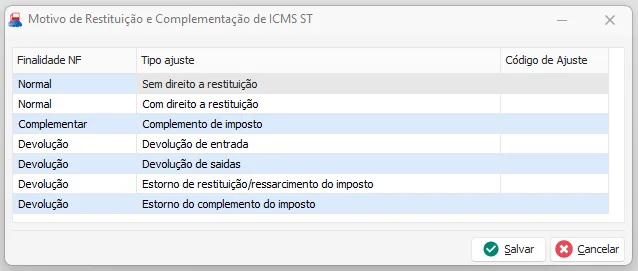 Motivo de Restituição e Complementação de ICMS ST
Finalidade NF Tipo ajuste Código de Ajuste
Normal Sem direito a restituição
Normal Com direito a restituição
Complementar Complemento de imposto
Devolução Devolução de entrada
Devolução Devolução de saidas
Devolução Estorno de restituição/ressarcimento do imposto
Devolução Estorno do complemento do imposto
Salvar Cancelar